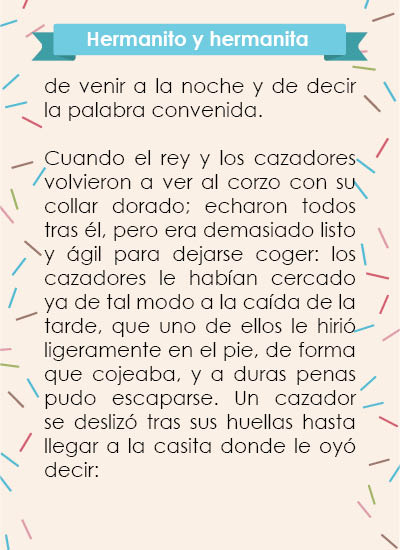 Hermanito y hermanita
de venir a la noche y de decir
la palabra convenida.
Cuando el rey y los cazadores
volvieron a ver al corzo con su
collar dorado; echaron todos
tras él, pero era demasiado listo
y ágil para dejarse coger: los
cazadores le habían cercado
ya de tal modo a la caída de la
tarde, que uno de ellos le hirió
ligeramente en el pie, de forma
que cojeaba, y a duras penas
pudo escaparse. Un cazador
se deslizó tras sus huellas hasta
llegar a la casita donde le oyó
decir: